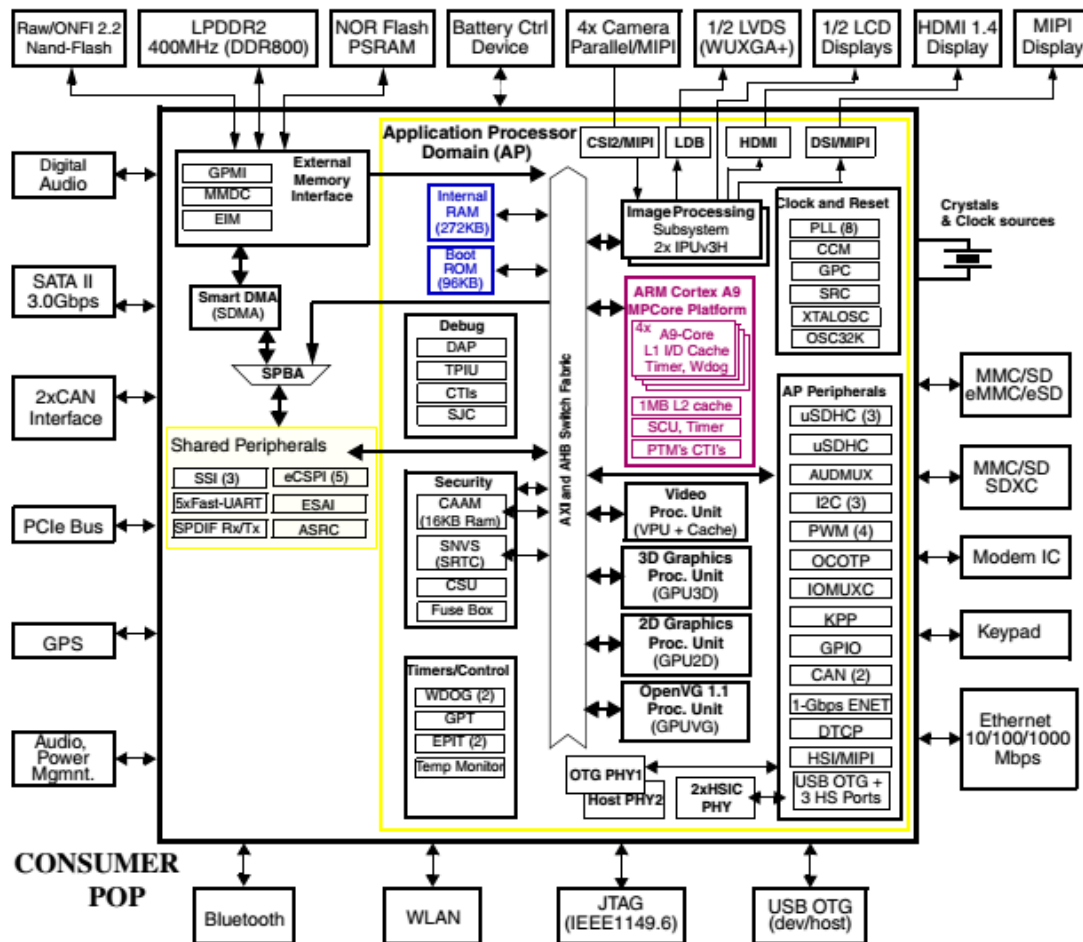 Raw/ONFI 2.2
Nand-Flash
LPDDR2
400MHz (DDR800)
NOR Flash
PSRAM
Battery Ctrl
Device
4x Camera
Parallel/MIPI
1/2 LVDS
(WUXGA+)
1/2 LCD
Displays
HDMI 1.4
Display
MIPI
Display
Digital
Audio
SATA II
3.0Gbps
2xCAN
Interface
PCIe Bus
GPS
Audio,
Power
Mgmnt.
External
Memory
Interface
GPMI
MMDC
EIM
Smart DMA
(SDMA)
SPBA
Shared Peripherals
SSI (3)
eCSPI (5)
5xFast-UART
ESAI
SPDIF Rx/Tx
ASRC
Application Processor
Domain (AP)
Internal
RAM
(272KB)
Boot
ROM
(96KB)
Debug
DAP
TPIU
CTIs
SJC
Security
CAAM
(16KB Ram)
SNVS
(SRTC)
CSU
Fuse Box
Timers/Control
WDOG (2)
GPT
EPIT (2)
Temp Monitor
AXI and AHB Switch Fabric
CSI2/MIPI
LDB
HDMI
DSI/MIPI
Image Processing
Subsystem
2x IPUv3H
ARM Cortex A9
MPCore Platform
4x
A9-Core
L1 I/D Cache
Timer, Wdog
1MB L2 cache
SCU, Timer
PTM's CTI's
Video
Proc. Unit
(VPU + Cache)
3D Graphics
Proc. Unit
(GPU3D)
2D Graphics
Proc. Unit
(GPU2D)
OpenVG 1.1
Proc. Unit
(GPUVG)
OTG PHY1
Host PHY2
2xHSIC
PHY
Clock and Reset
PLL (8)
CCM
GPC
SRC
XTALOSC
OSC32K
AP Peripherals
uSDHC (3)
uSDHC
AUDMUX
I2C (3)
PWM (4)
OCOTP
IOMUXC
KPP
GPIO
CAN (2)
1-Gbps ENET
DTCP
HSI/MIPI
USB OTG +
3 HS Ports
Crystals
& Clock sources
MMC/SD
eMMC/eSD
MMC/SD
SDXC
Modem IC
Keypad
Ethernet
10/100/1000
Mbps
CONSUMER
POP
Bluetooth
WLAN
JTAG
(IEEE1149.6)
USB OTG
(dev/host)